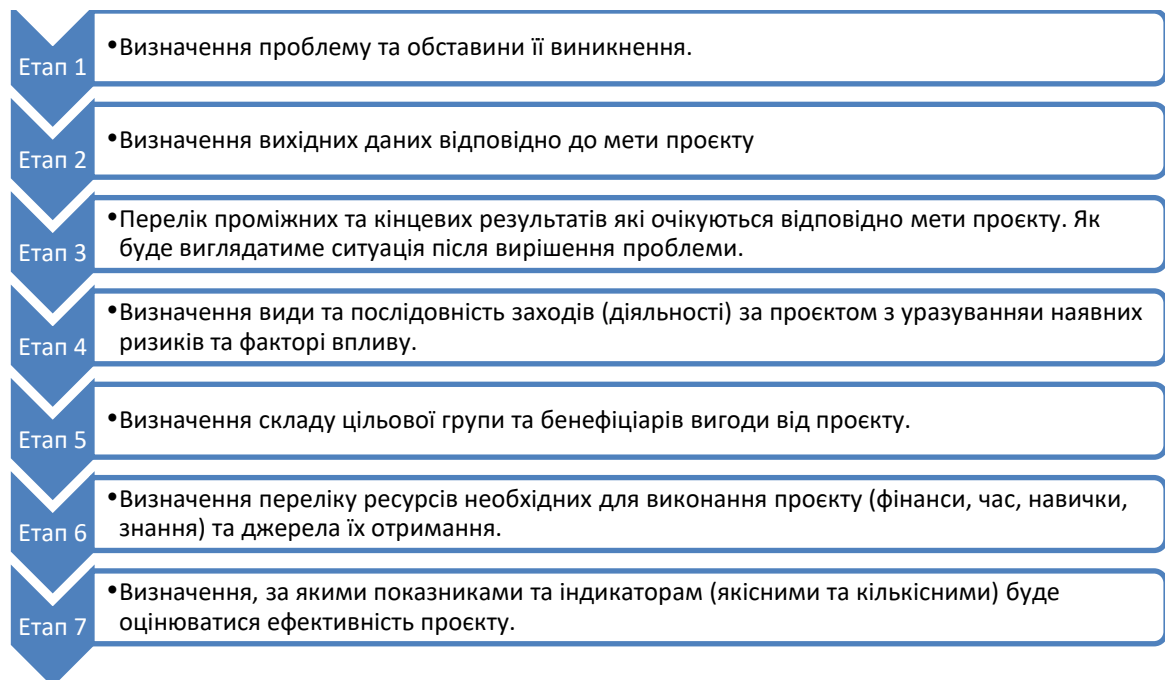 Етап 1
•Визначення проблему та обставини її виникнення.
Етап 2
•Визначення вихідних даних відповідно до мети проєкту
Етап 3
•Перелік проміжних та кінцевих результатів які очікуються відповідно мети проєкту. Як
буде виглядатиме ситуація після вирішення проблеми.
Етап 4
•Визначення види та послідовність заходів (діяльності) за проєктом з уразуванняи наявних
ризиків та факторі впливу.
Етап 5
•Визначення складу цільової групи та бенефіціарів вигоди від проєкту.
Етап 6
•Визначення переліку ресурсів необхідних для виконання проєкту (фінанси, час, навички,
знання) та джерела їх отримання.
Етап 7
•Визначення, за якими показниками та індикаторам (якісними та кількісними) буде
оцінюватися ефективність проєкту.